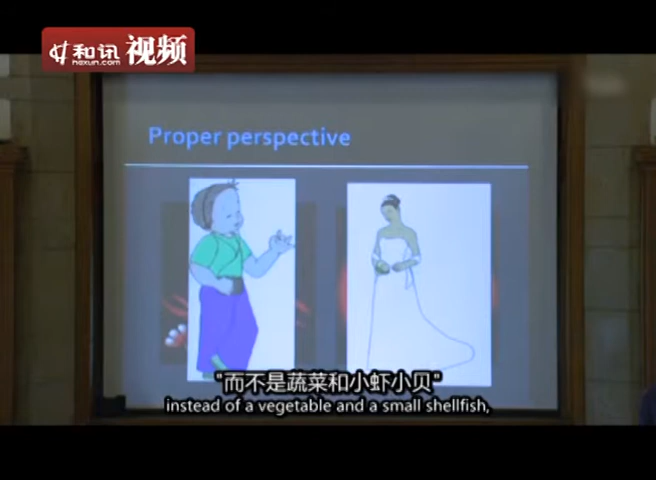 和讯
hexun.com
视频
Proper perspective
"而不是蔬菜和小虾小贝"
instead of a vegetable and a small shellfish,